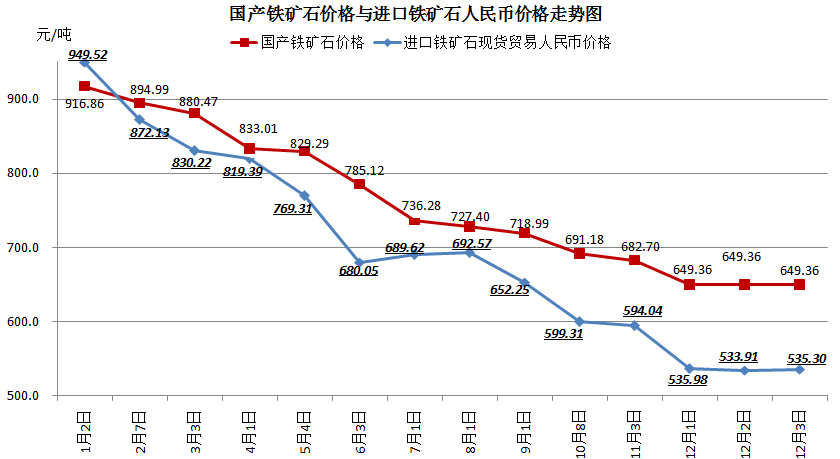 国产铁矿石价格与进口铁矿石人民币价格走势图
元/吨
国产铁矿石价格 进口铁矿石现货贸易人民币价格
949.52
916.86
894.99
880.47
872.13
830.22
833.01
819.39
829.29
769.31
785.12
680.05
736.28
689.62
727.40
692.57
718.99
652.25
691.18
599.31
682.70
594.04
649.36
535.98
649.36
533.91
649.36
535.30
900.0
800.0
700.0
600.0
500.0
1月2日
2月7日
3月3日
4月1日
5月4日
6月3日
7月1日
8月1日
9月1日
10月8日
11月3日
12月1日
12月2日
12月3日